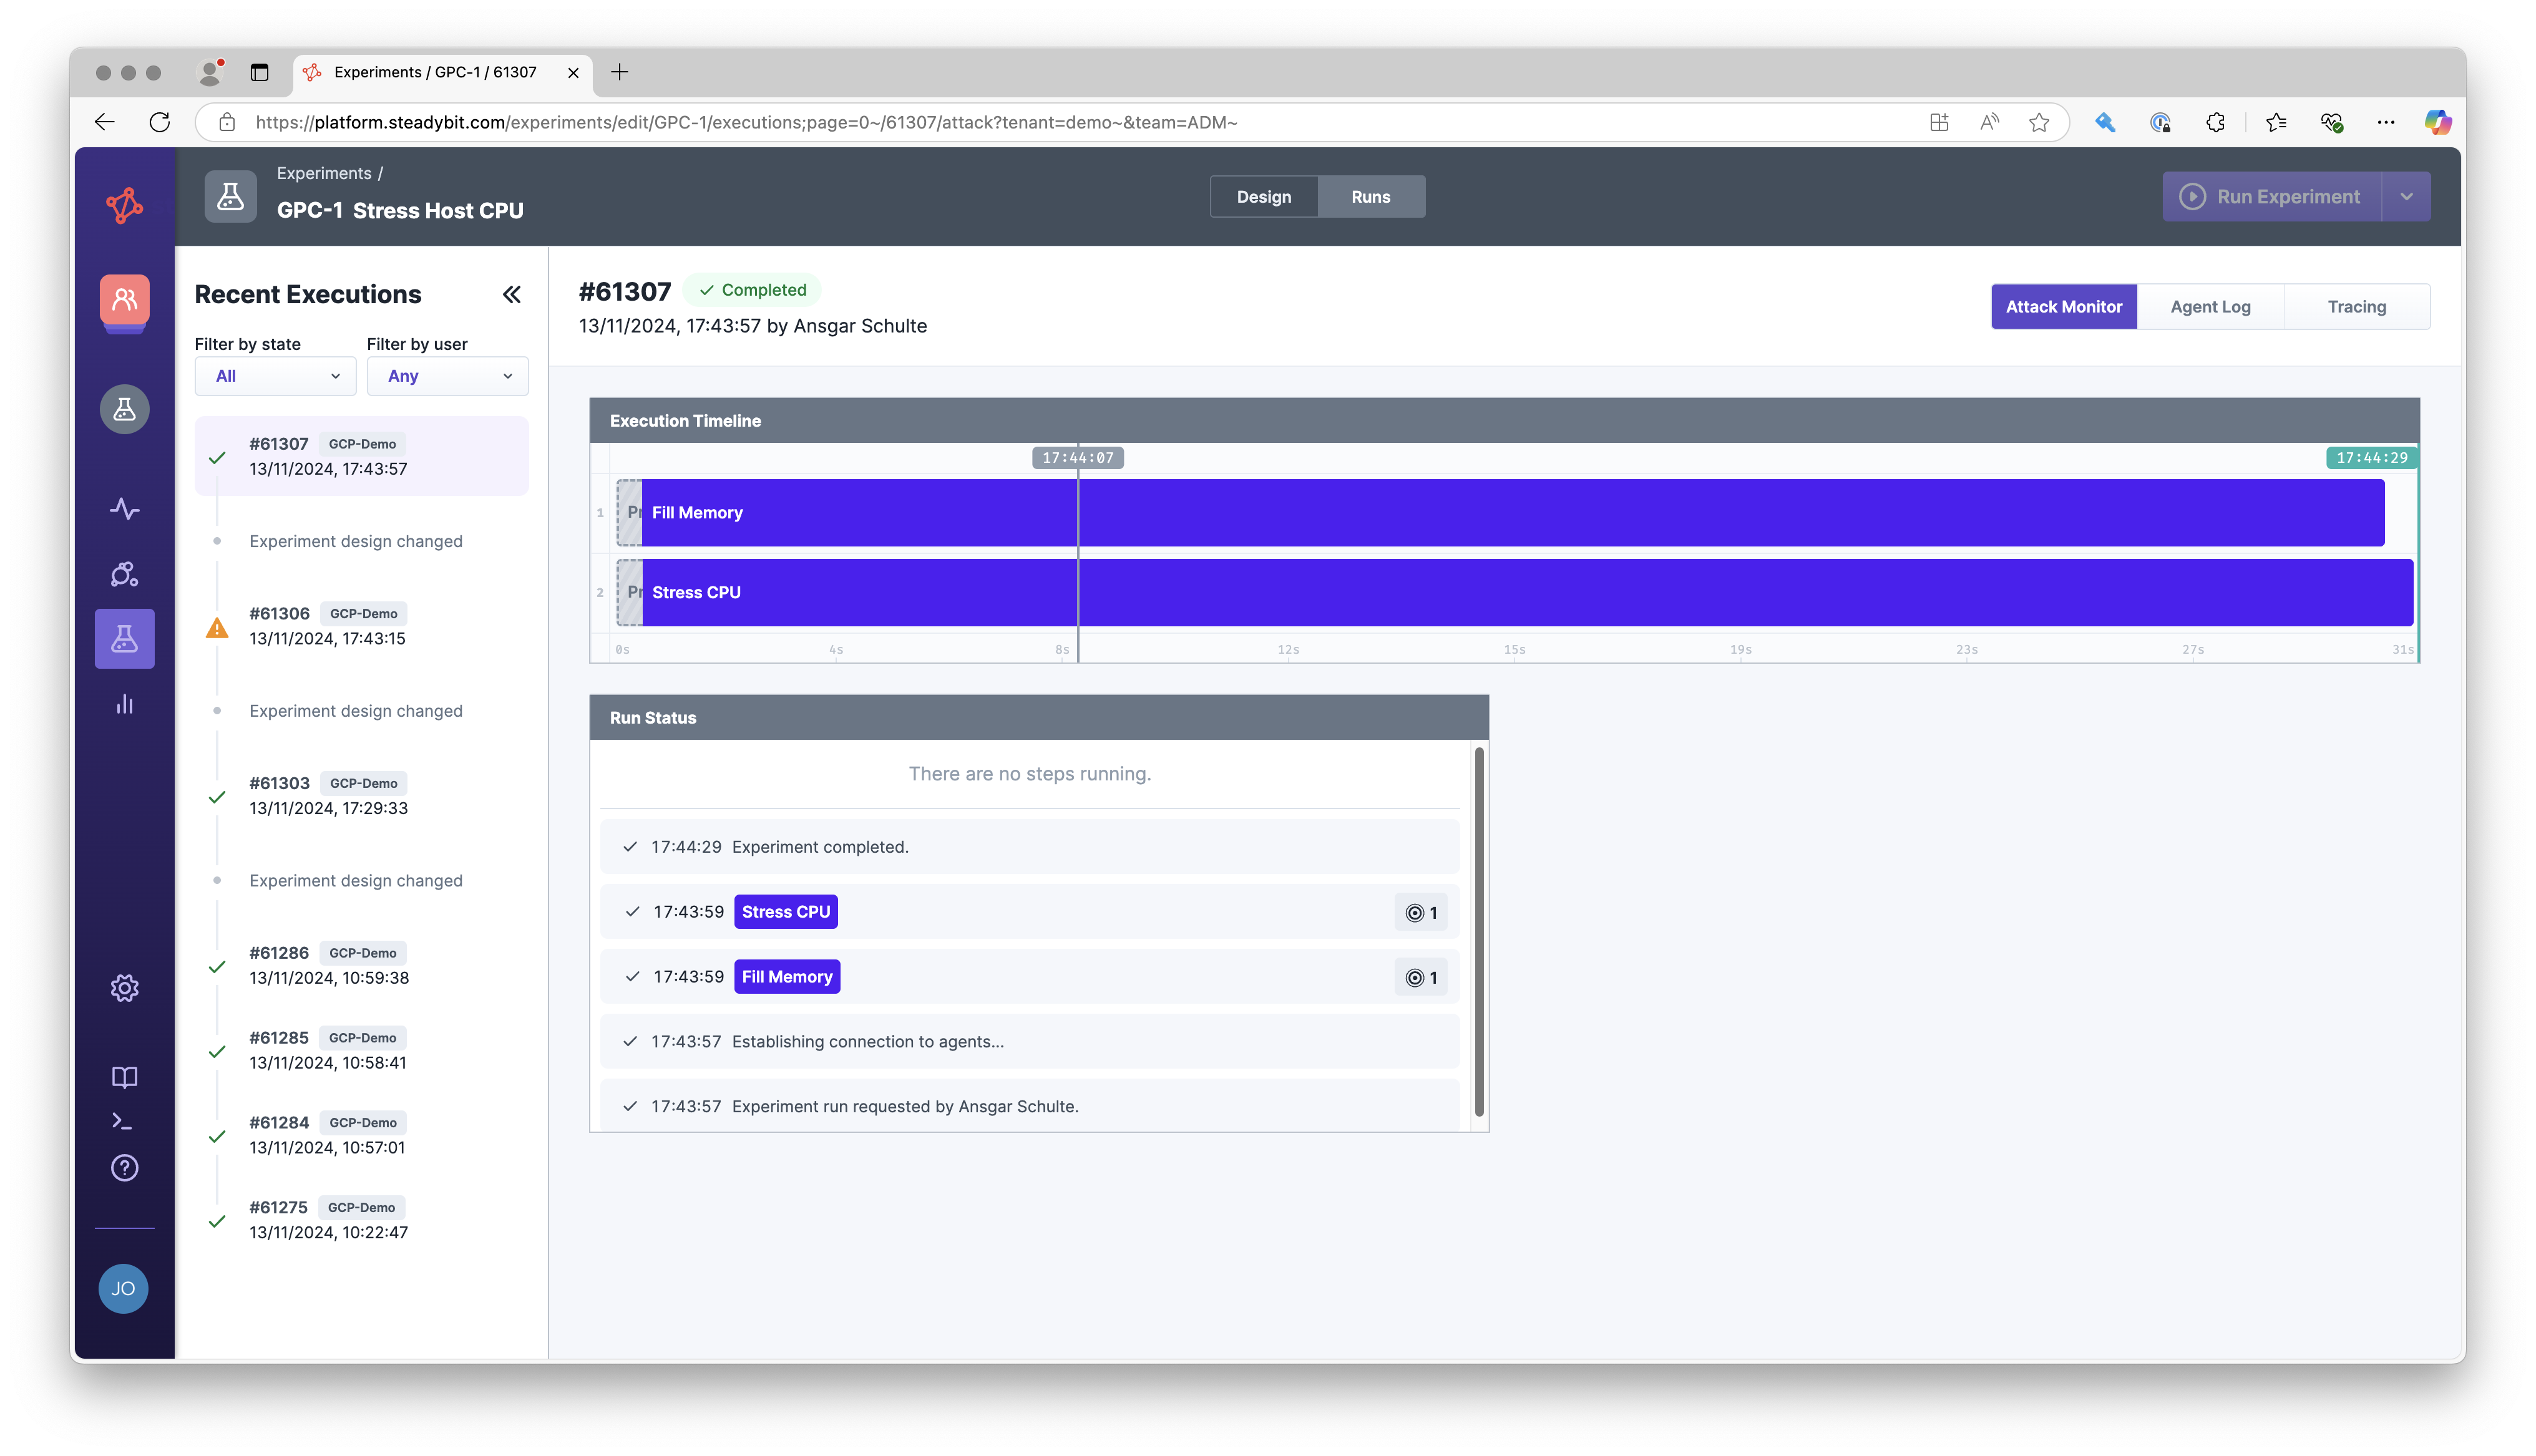 Experiments / GPC-1 / 61307
https://platform.steadybit.com/experiments/edit/GPC-1/executions;page=0~/61307/attack?tenant=demo~&team=ADM~
Experiments /
GPC-1 Stress Host CPU
Design
Runs
Run Experiment
Recent Executions
Filter by state
Filter by user
All
Any
#61307 GCP-Demo
13/11/2024, 17:43:57
Experiment design changed
#61306 GCP-Demo
13/11/2024, 17:43:15
Experiment design changed
#61303 GCP-Demo
13/11/2024, 17:29:33
Experiment design changed
#61286 GCP-Demo
13/11/2024, 10:59:38
#61285 GCP-Demo
13/11/2024, 10:58:41
#61284 GCP-Demo
13/11/2024, 10:57:01
#61275 GCP-Demo
13/11/2024, 10:22:47
JO
#61307 Completed
13/11/2024, 17:43:57 by Ansgar Schulte
Attack Monitor
Agent Log
Tracing
Execution Timeline
17:44:07
17:44:29
1 Pr Fill Memory
2 Pr Stress CPU
0s 4s 8s 12s 15s 19s 23s 27s 31s
Run Status
There are no steps running.
17:44:29 Experiment completed.
17:43:59 Stress CPU 1
17:43:59 Fill Memory 1
17:43:57 Establishing connection to agents...
17:43:57 Experiment run requested by Ansgar Schulte.